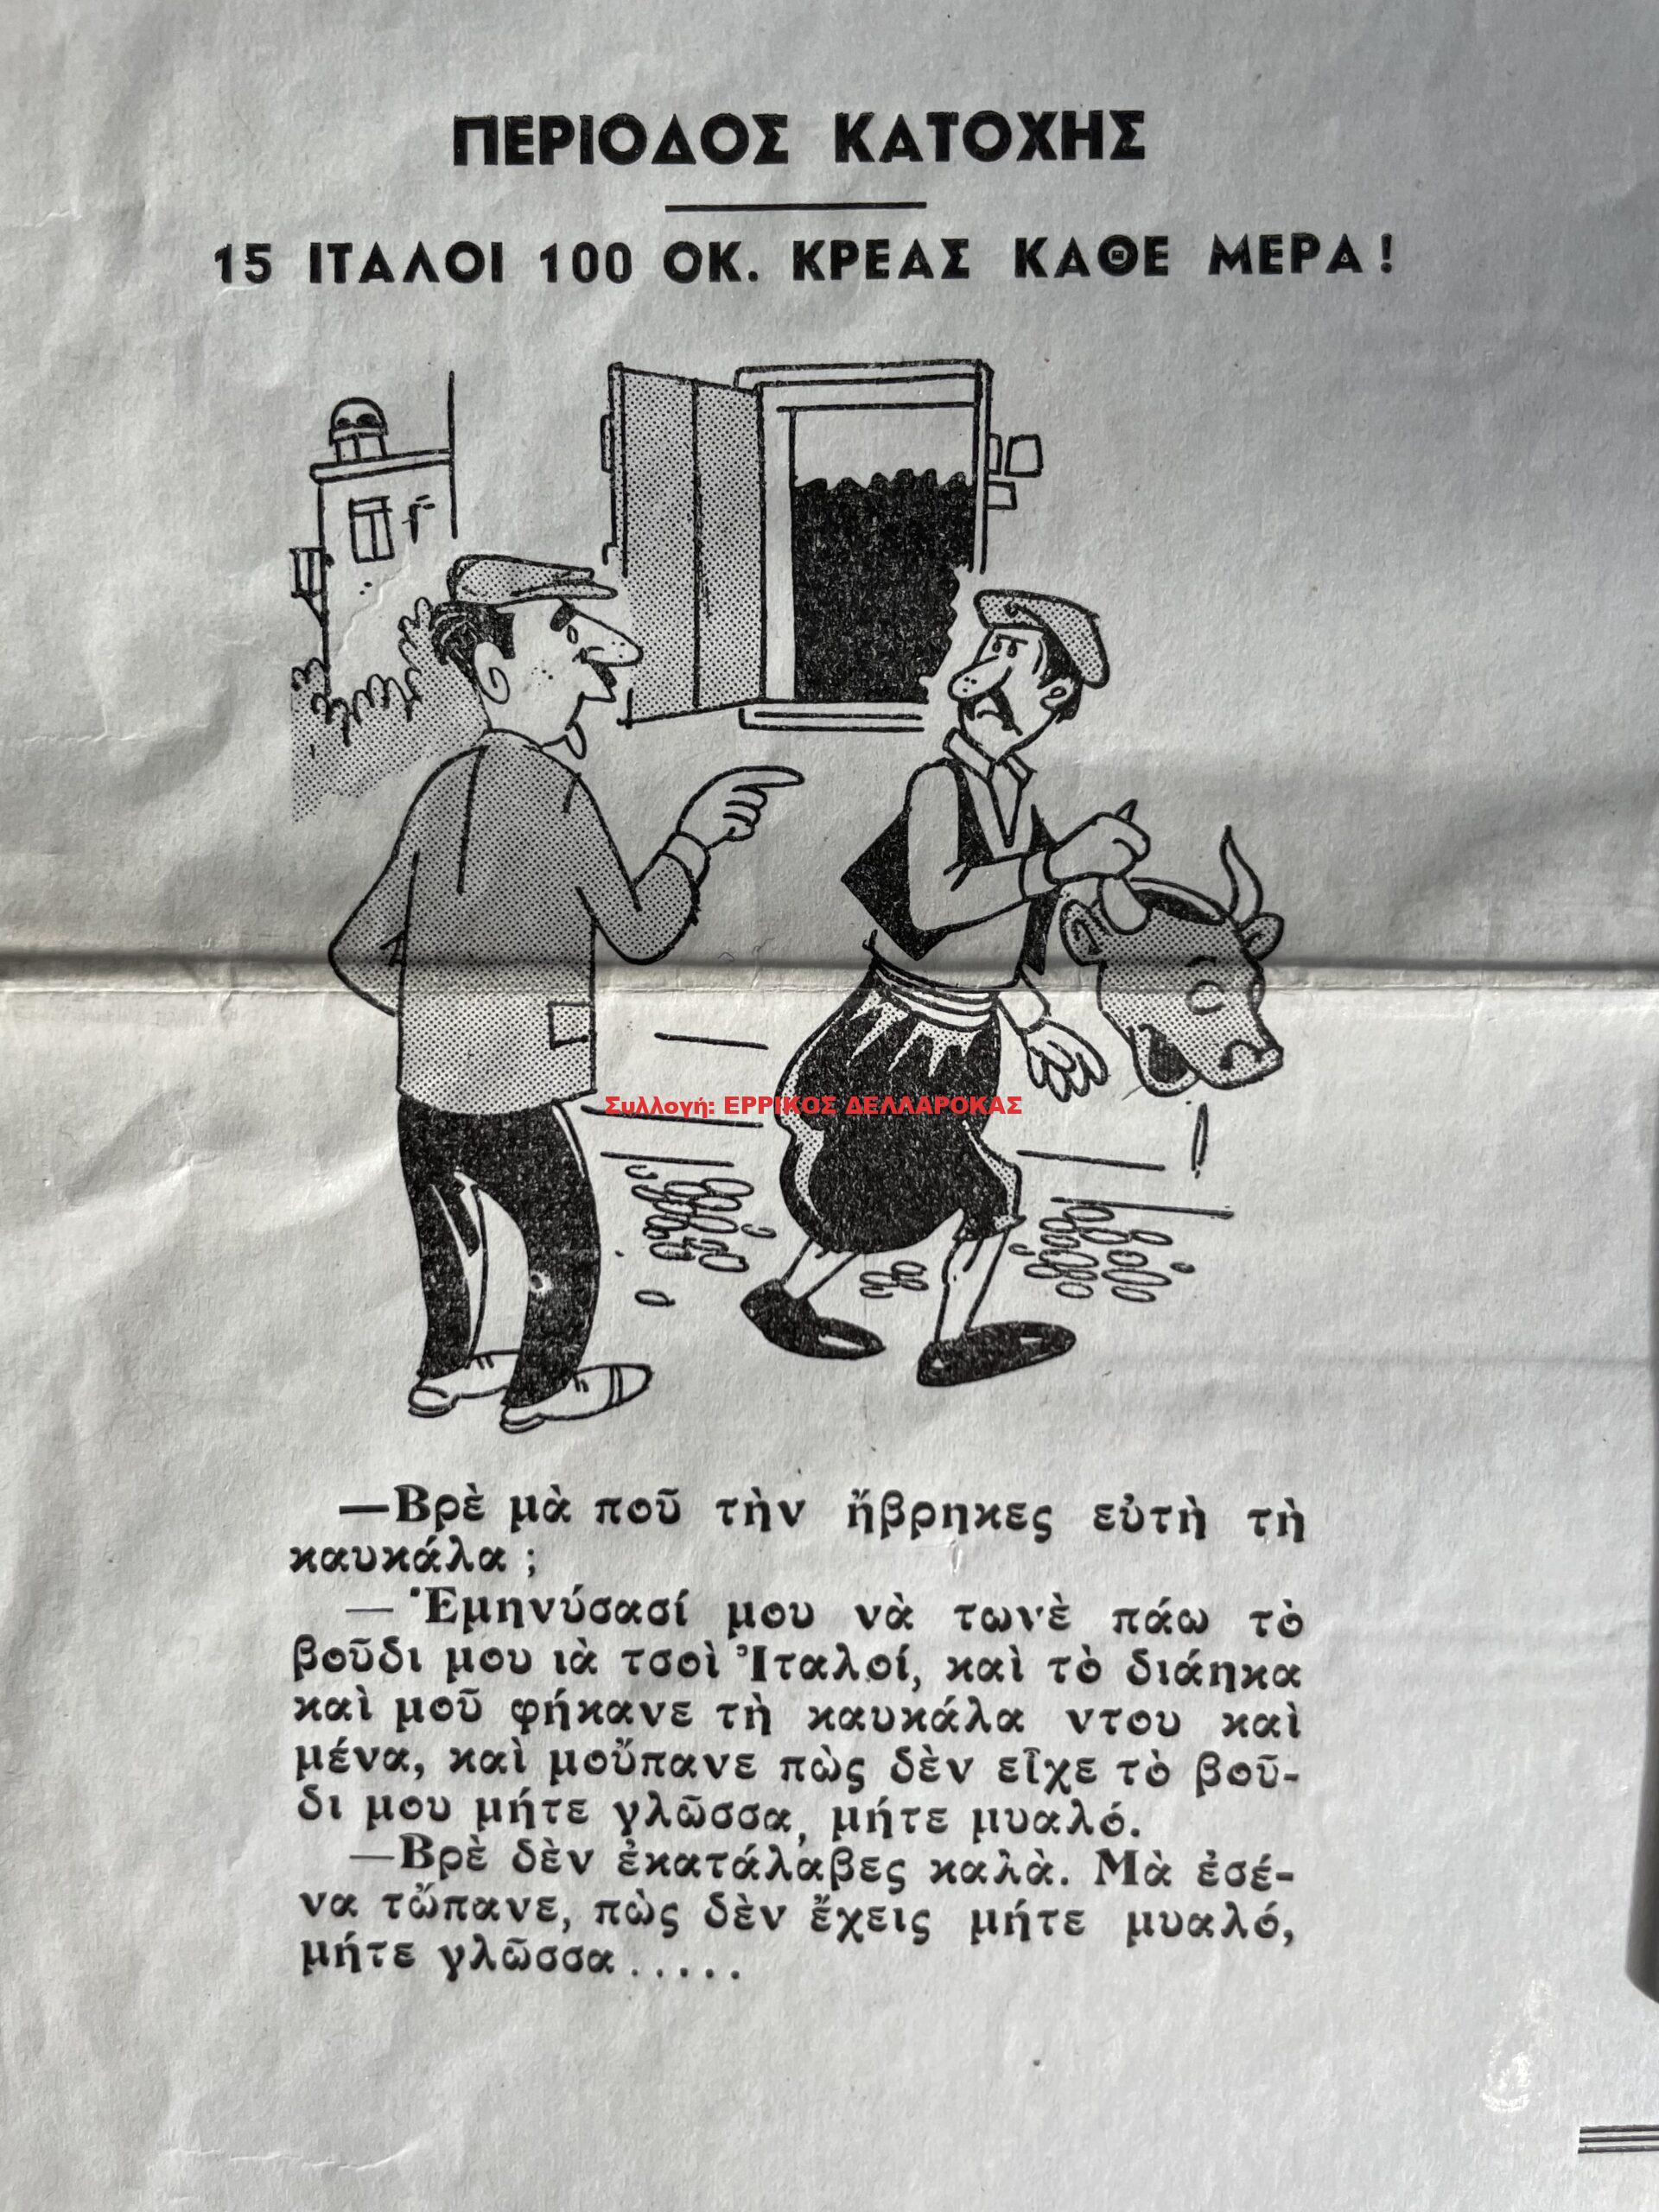 ΠΕΡΙΟΔΟΣ ΚΑΤΟΧΗΣ
15 ΙΤΑΛΟΙ 100 ΟΚ. ΚΡΕΑΣ ΚΑΘΕ ΜΕΡΑ!
Συλλογή: ΕΡΡΙΚΟΣ ΔΕΛΛΑΡΟΚΑΣ
—Βρὲ μὰ ποῦ τὴν ἥβρηκες εὐτὴ τὴ
καυκάλα;
— Ἐμηνύσασί μου νὰ τωνὲ πάω τὸ
βοῦδι μου ιὰ τσοὶ Ἰταλοί, καὶ τὸ διάηκα
καὶ μοῦ φήκανε τὴ καυκάλα ντου καὶ
μένα, καὶ μοὔπανε πὼς δὲν εἶχε τὸ βοῦ-
δι μου μήτε γλῶσσα, μήτε μυαλό.
—Βρὲ δὲν ἐκατάλαβες καλὰ. Μὰ ἐσέ-
να τὤπανε, πὼς δὲν ἔχεις μήτε μυαλό,
μήτε γλῶσσα.....